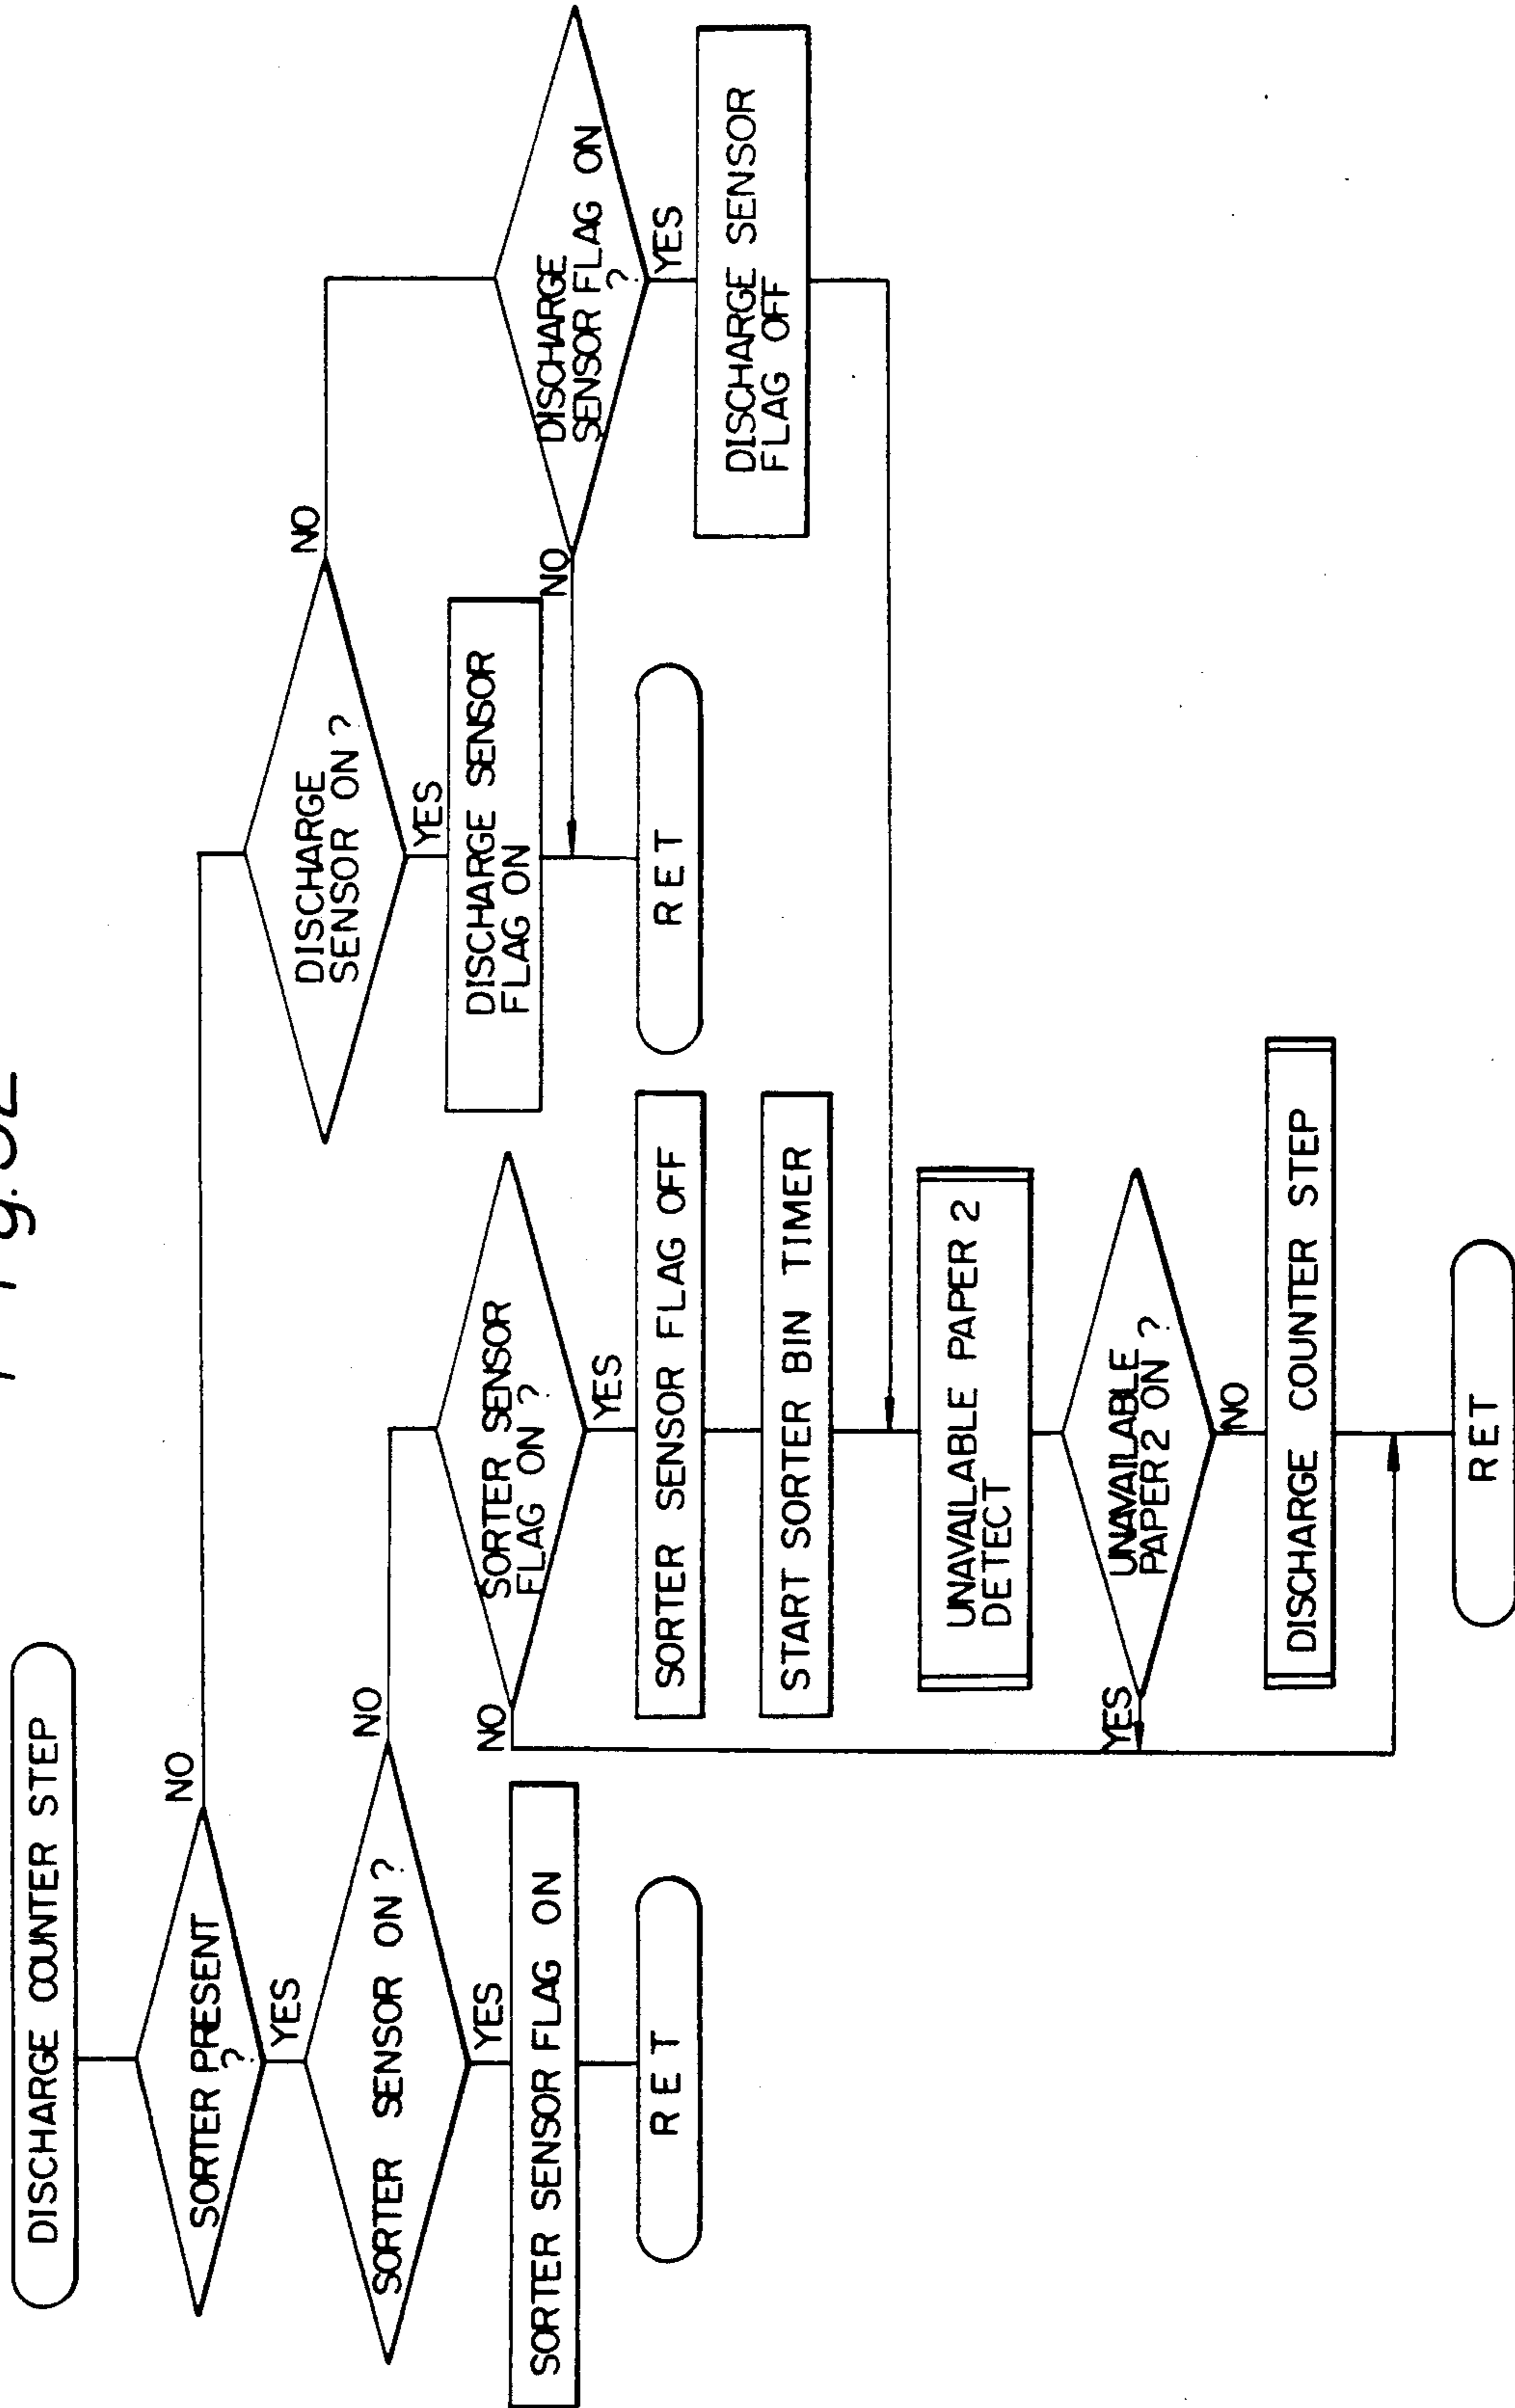 DISCHARGE COUNTER STEP
SORTER PRESENT
?
NO
YES
SORTER SENSOR ON ?
NO
YES
SORTER SENSOR FLAG ON
RET
SORTER SENSOR
FLAG ON ?
NO
YES
SORTER SENSOR FLAG OFF
START SORTER BIN TIMER
UNAVAILABLE PAPER 2
DETECT
UNAVAILABLE
PAPER 2 ON ?
YES
NO
DISCHARGE COUNTER STEP
RET
DISCHARGE
SENSOR ON ?
NO
YES
DISCHARGE SENSOR
FLAG ON
RET
DISCHARGE
SENSOR FLAG ON
?
NO
YES
DISCHARGE SENSOR
FLAG OFF